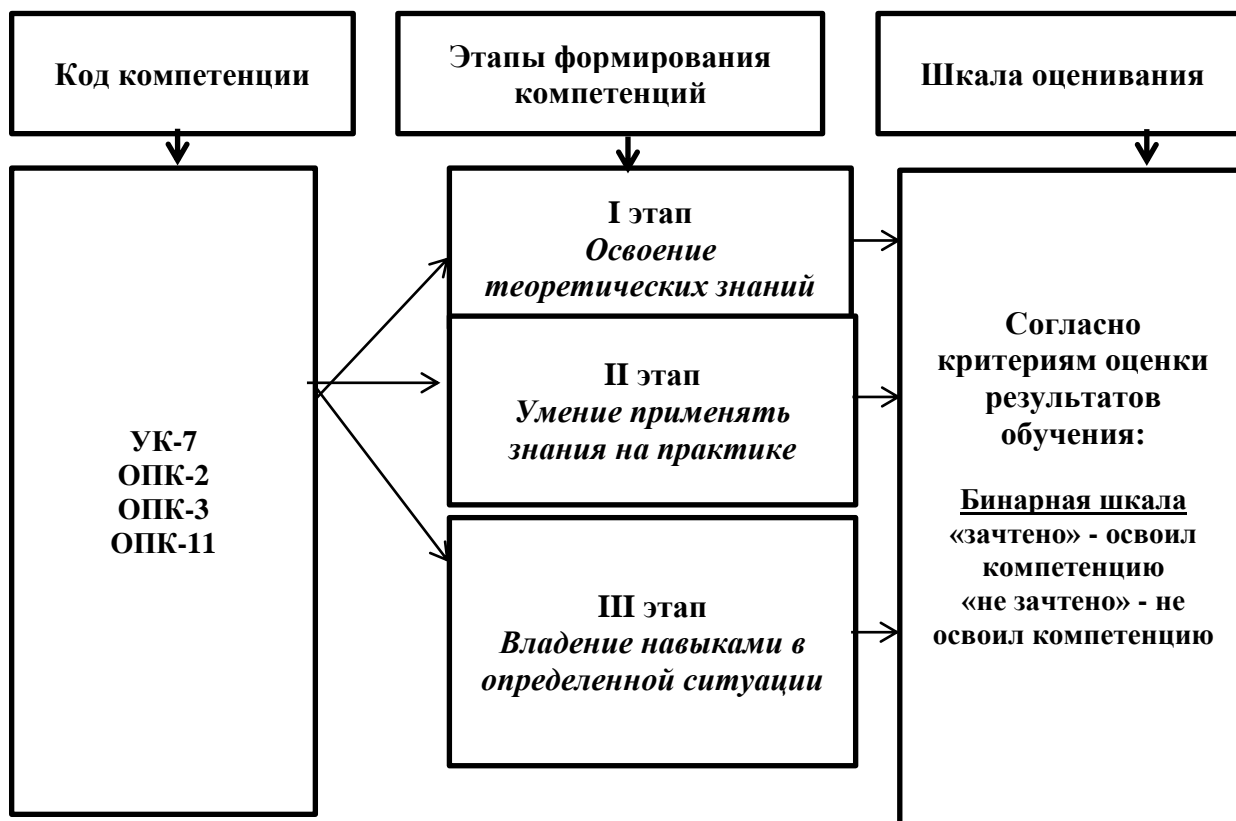 Код компетенции
Этапы формирования
компетенций
Шкала оценивания
УК-7
ОПК-2
ОПК-3
ОПК-11
I этап
Освоение
теоретических знаний
II этап
Умение применять
знания на практике
III этап
Владение навыками в
определенной ситуации
Согласно
критериям оценки
результатов
обучения:
Бинарная шкала
«зачтено» - освоил
компетенцию
«не зачтено» - не
освоил компетенцию